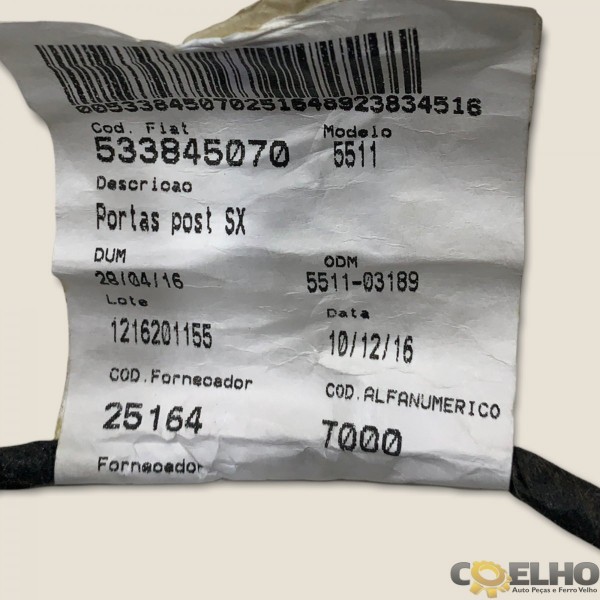 00533845070251648923834516
Cod. Fiat Modelo
533845070 5511
Descricao
Portas post SX
DUM ODM
28/04/16 5511-03189
Lote Data
1216201155 10/12/16
COD.Fornecador COD.ALFANUMERICO
25164 T000
Fornecador
COELHO
Auto Peças e Ferro Velho